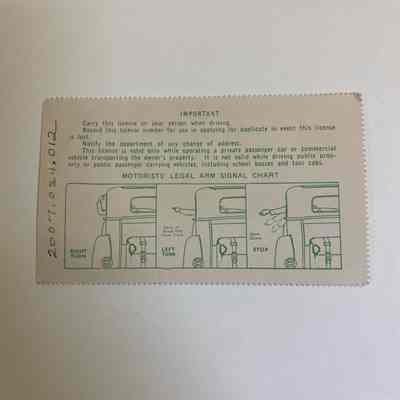 IMPORTANT
Carry this license on your person when driving.
Record this license number for use in applying for duplicate in event this license
is lost.
Notify the department of any change of address.
This license is valid only while operating a private passenger car or commercial
vehicle transporting the owner's property. It is not valid while driving public prop-
erty or public passenger carrying vehicles, including school busses and taxi cabs.
MOTORISTS' LEGAL ARM SIGNAL CHART
RIGHT
TURN
LEFT
TURN
STOP
2007.024.012